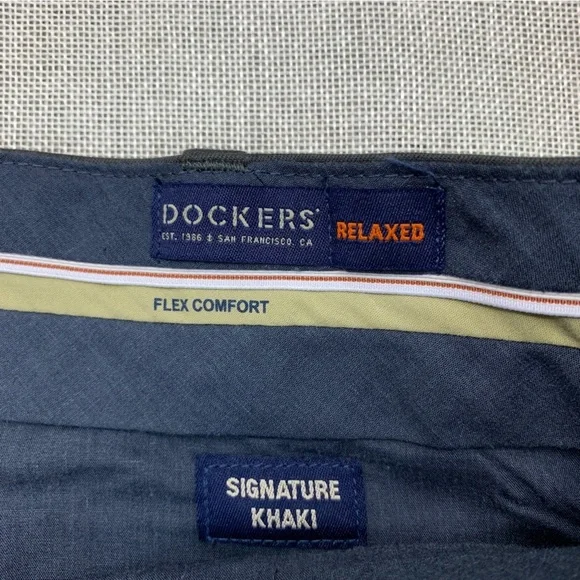 DOCKERS
EST. 1986 ⚓ SAN FRANCISCO, CA
RELAXED
FLEX COMFORT
SIGNATURE
KHAKI